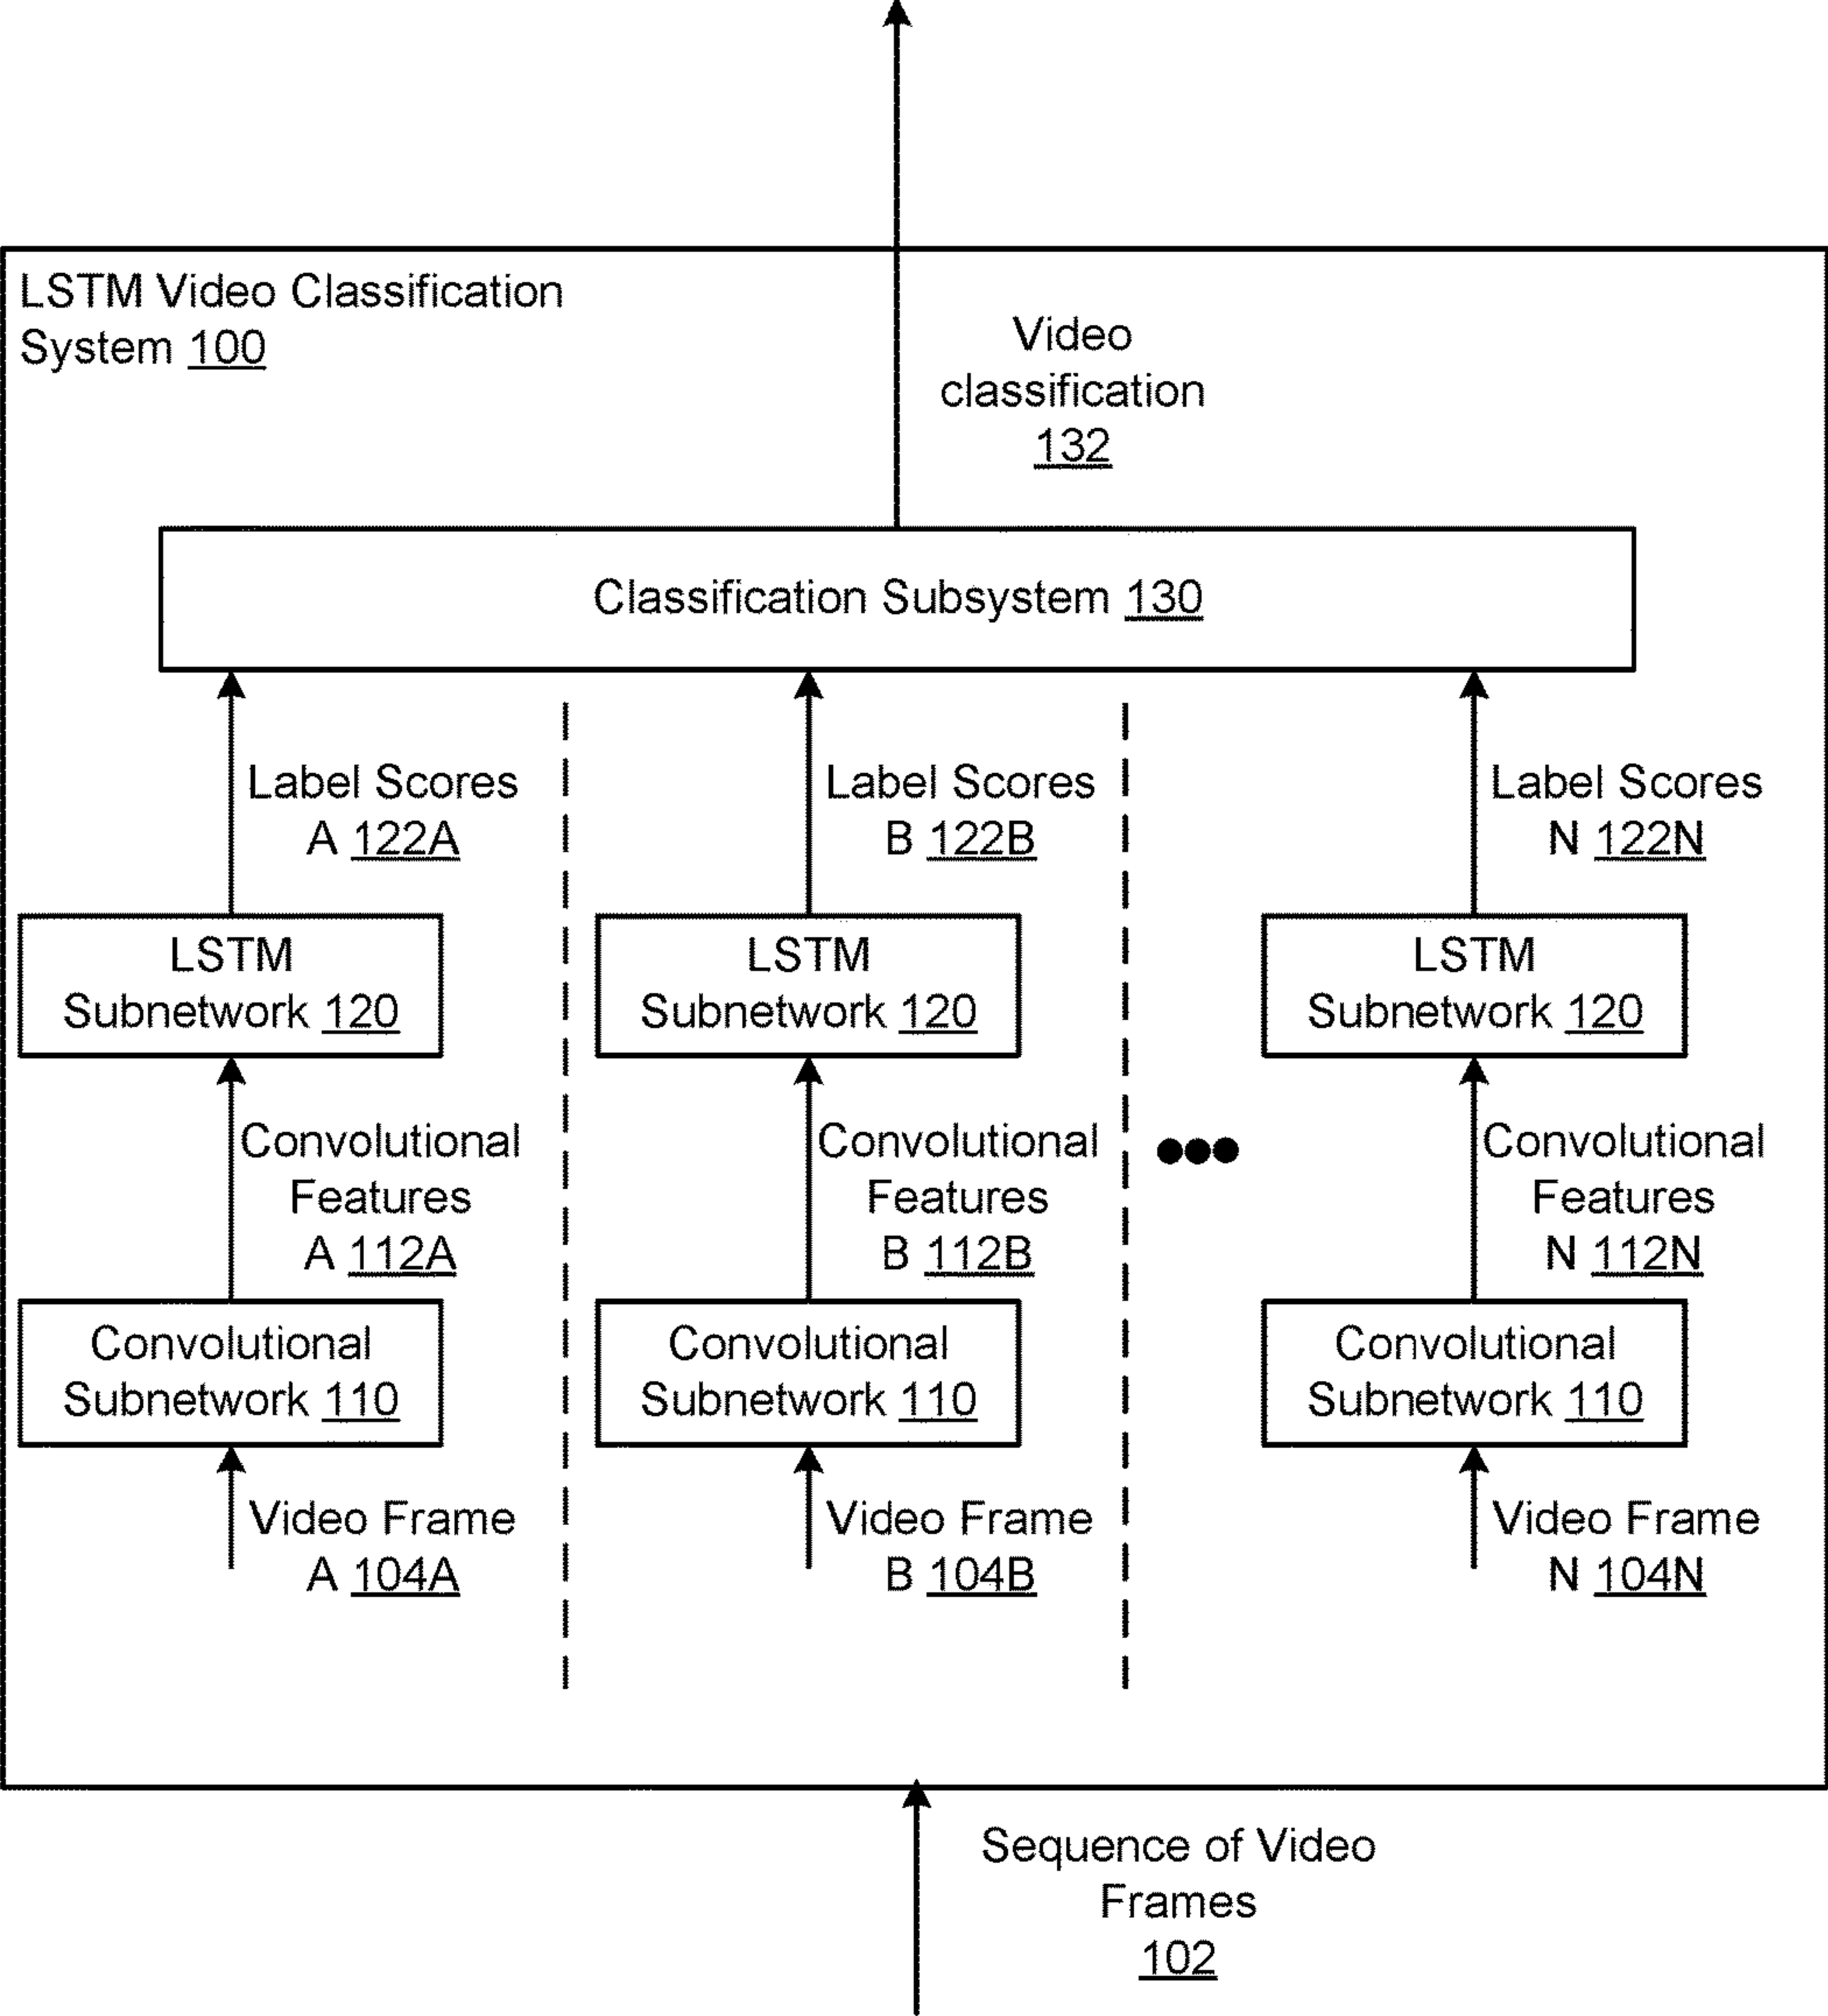 LSTM Video Classification
System 100
Video
classification
132
Classification Subsystem 130
Label Scores
A 122A
Label Scores
B 122B
Label Scores
N 122N
LSTM
Subnetwork 120
LSTM
Subnetwork 120
LSTM
Subnetwork 120
Convolutional
Features
A 112A
Convolutional
Features
B 112B
Convolutional
Features
N 112N
Convolutional
Subnetwork 110
Convolutional
Subnetwork 110
Convolutional
Subnetwork 110
Video Frame
A 104A
Video Frame
B 104B
Video Frame
N 104N
Sequence of Video
Frames
102